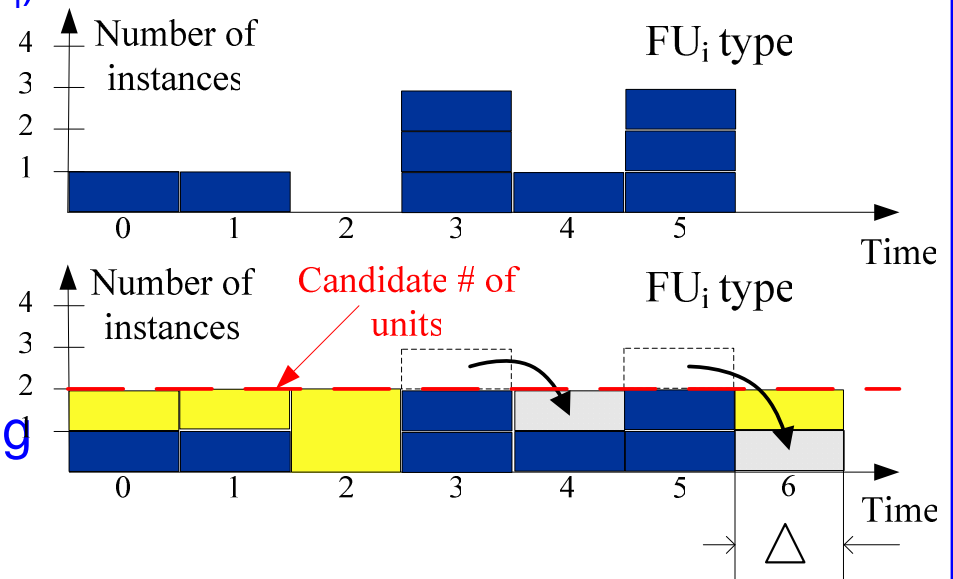 Number of
instances
FUi type
4
3
2
1
0 1 2 3 4 5
Time
Number of
instances
Candidate # of
units
FUi type
4
3
2
1
g
0 1 2 3 4 5 6
Time
△